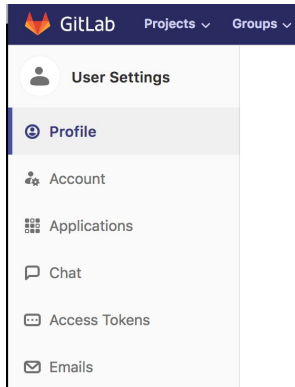 GitLab Projects Groups
User Settings
Profile
Account
Applications
Chat
Access Tokens
Emails